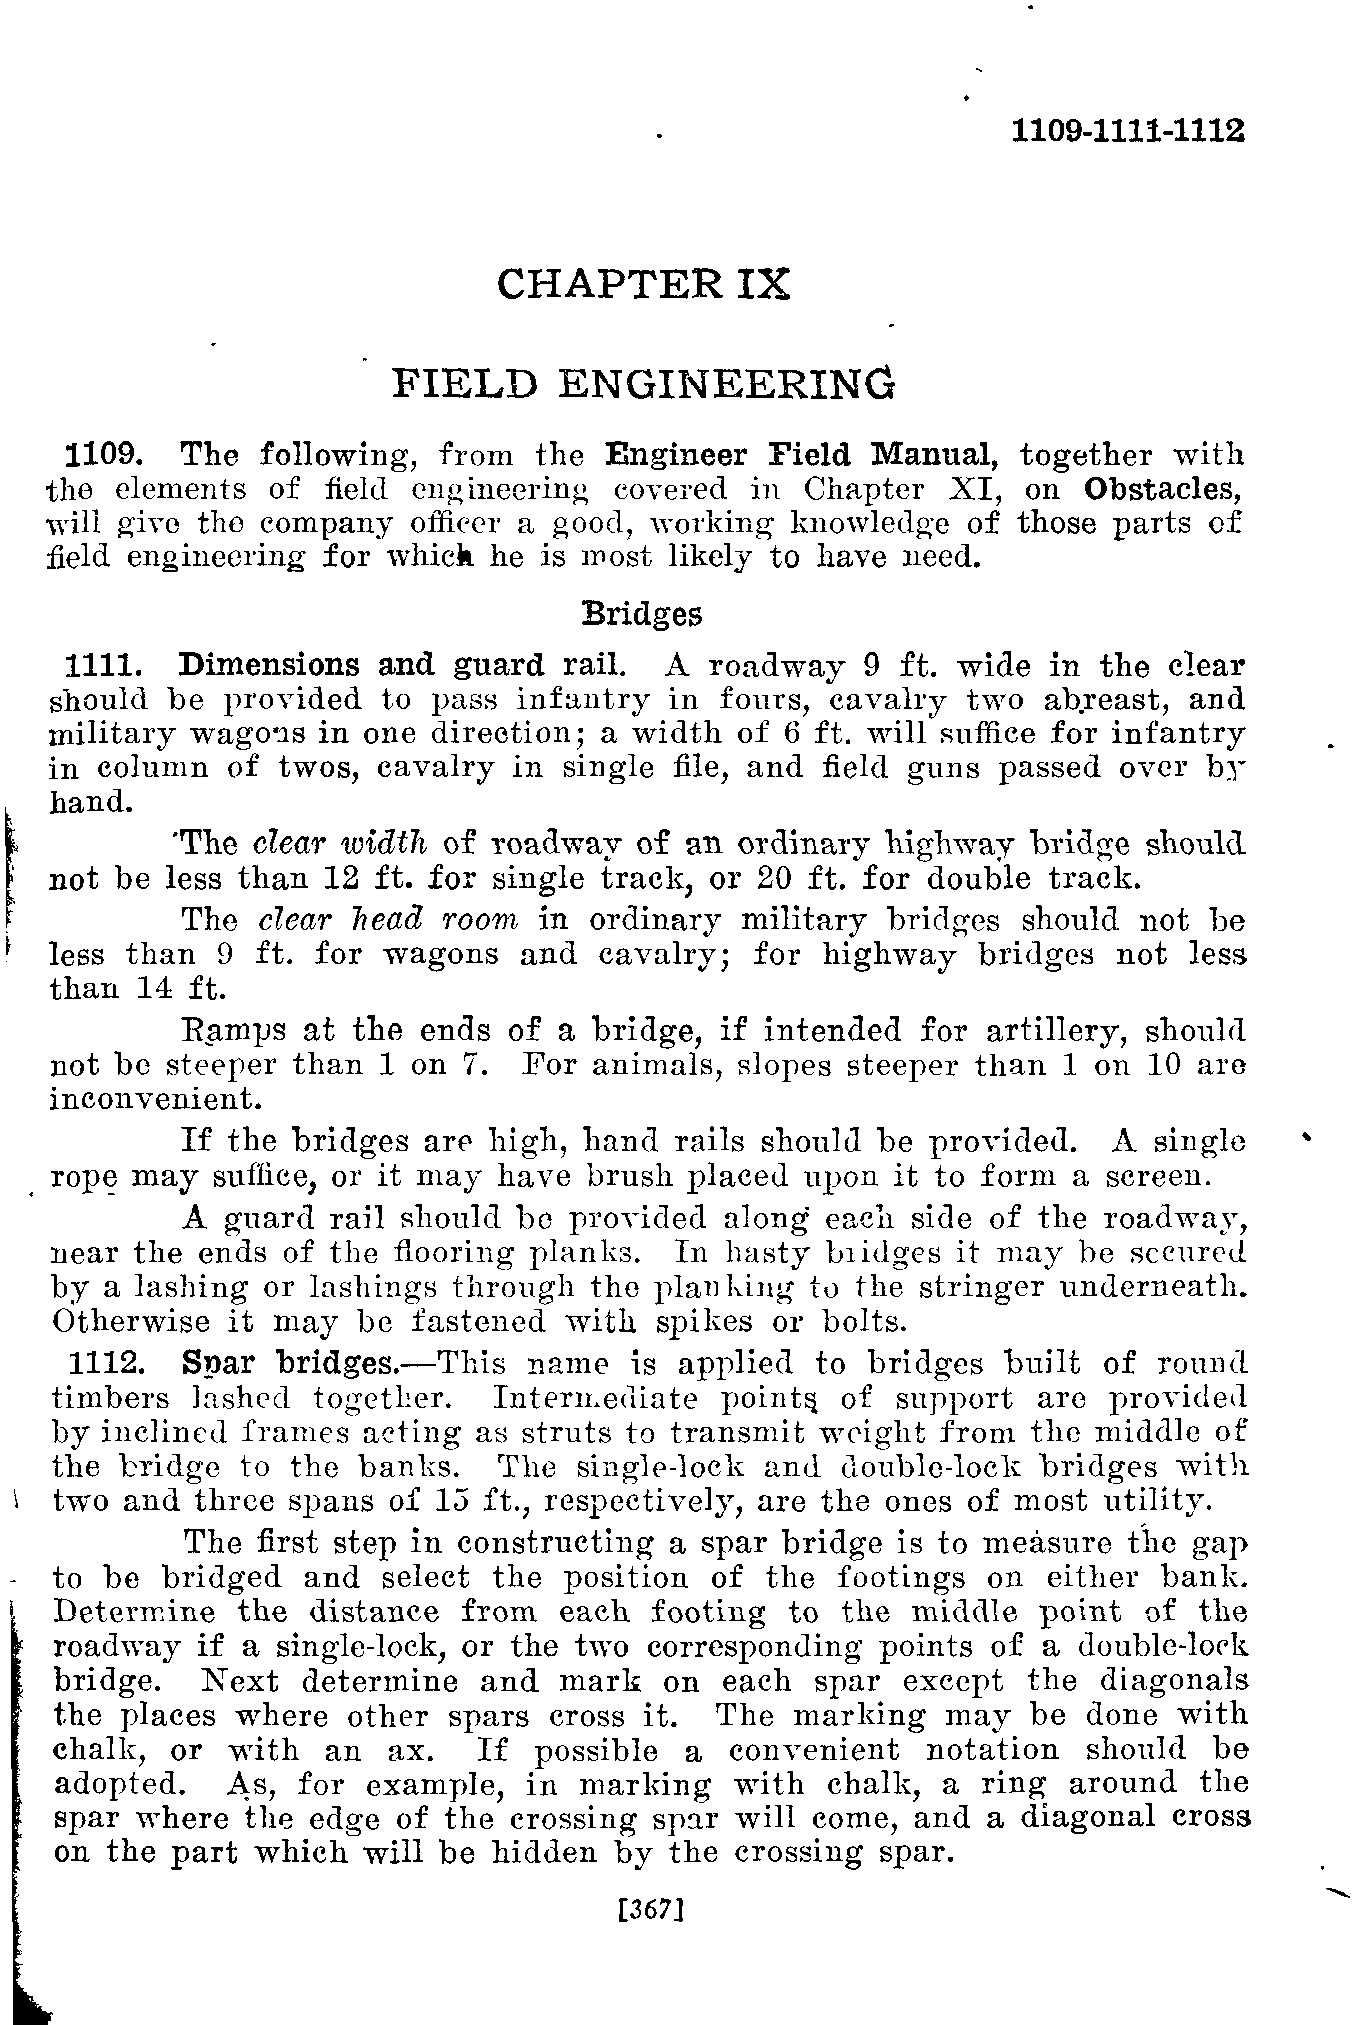 1109-1111-1112
CHAPTER IX
FIELD ENGINEERING
1109. The following, from the Engineer Field Manual, together with
the elements of field engineering covered in Chapter XI, on Obstacles,
will give the company officer a good, working knowledge of those parts of
field engineering for which he is most likely to have need.
Bridges
1111. Dimensions and guard rail. A roadway 9 ft. wide in the clear
should be provided to pass infantry in fours, cavalry two abreast, and
military wagons in one direction; a width of 6 ft. will suffice for infantry
in column of twos, cavalry in single file, and field guns passed over by
hand.
The clear width of roadway of an ordinary highway bridge should
not be less than 12 ft. for single track, or 20 ft. for double track.
The clear head room in ordinary military bridges should not be
less than 9 ft. for wagons and cavalry; for highway bridges not less
than 14 ft.
Ramps at the ends of a bridge, if intended for artillery, should
not be steeper than 1 on 7. For animals, slopes steeper than 1 on 10 are
inconvenient.
If the bridges are high, hand rails should be provided. A single
rope may suffice, or it may have brush placed upon it to form a screen.
A guard rail should be provided along each side of the roadway,
near the ends of the flooring planks. In hasty bridges it may be secured
by a lashing or lashings through the planking to the stringer underneath.
Otherwise it may be fastened with spikes or bolts.
1112. Spar bridges.—This name is applied to bridges built of round
timbers lashed together. Intermediate points of support are provided
by inclined frames acting as struts to transmit weight from the middle of
the bridge to the banks. The single-lock and double-lock bridges with
two and three spans of 15 ft., respectively, are the ones of most utility.
The first step in constructing a spar bridge is to measure the gap
to be bridged and select the position of the footings on either bank.
Determine the distance from each footing to the middle point of the
roadway if a single-lock, or the two corresponding points of a double-lock
bridge. Next determine and mark on each spar except the diagonals
the places where other spars cross it. The marking may be done with
chalk, or with an ax. If possible a convenient notation should be
adopted. As, for example, in marking with chalk, a ring around the
spar where the edge of the crossing spar will come, and a diagonal cross
on the part which will be hidden by the crossing spar.
[367]